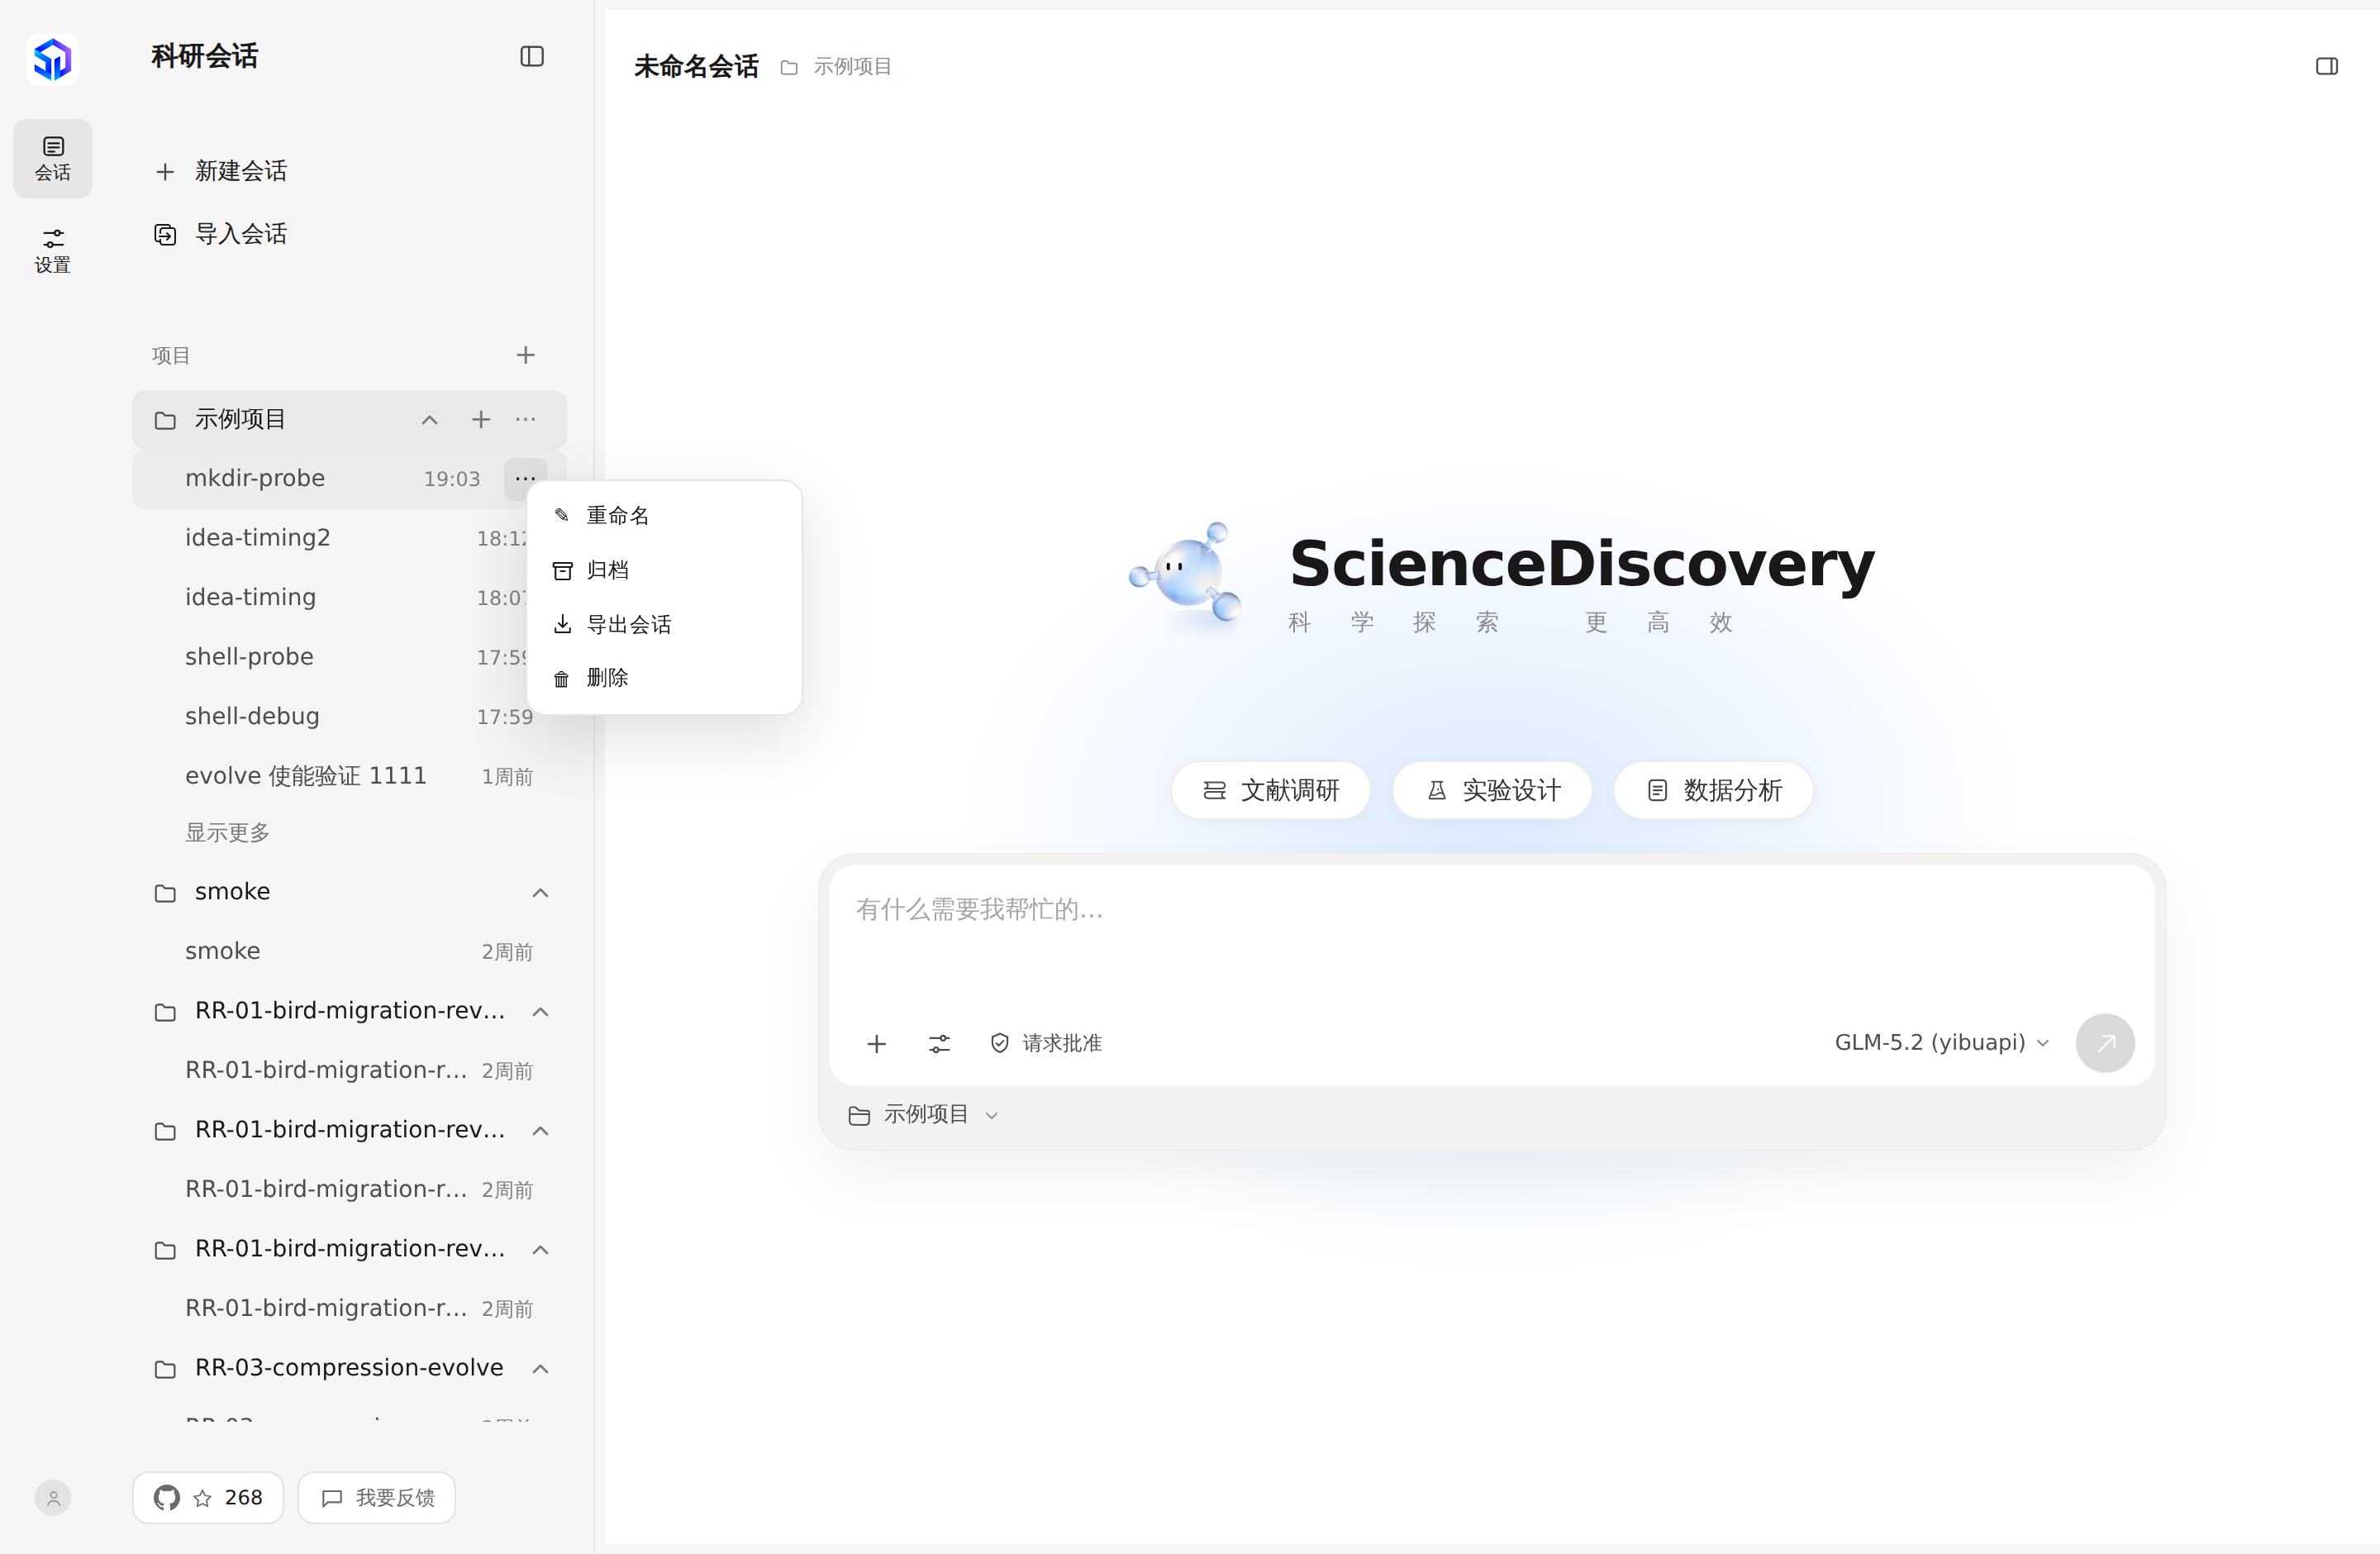 科研会话
会话
设置
新建会话
导入会话
项目
示例项目
mkdir-probe 19:03
idea-timing2 18:12
idea-timing 18:07
shell-probe 17:59
shell-debug 17:59
evolve 使能验证 1111 1周前
显示更多
smoke
smoke 2周前
RR-01-bird-migration-rev…
RR-01-bird-migration-r… 2周前
RR-01-bird-migration-rev…
RR-01-bird-migration-r… 2周前
RR-01-bird-migration-rev…
RR-01-bird-migration-r… 2周前
RR-03-compression-evolve
268
我要反馈
重命名
归档
导出会话
删除
未命名会话 示例项目
ScienceDiscovery
科学探索 更高效
文献调研 实验设计 数据分析
有什么需要我帮忙的…
请求批准
GLM-5.2 (yibuapi)
示例项目